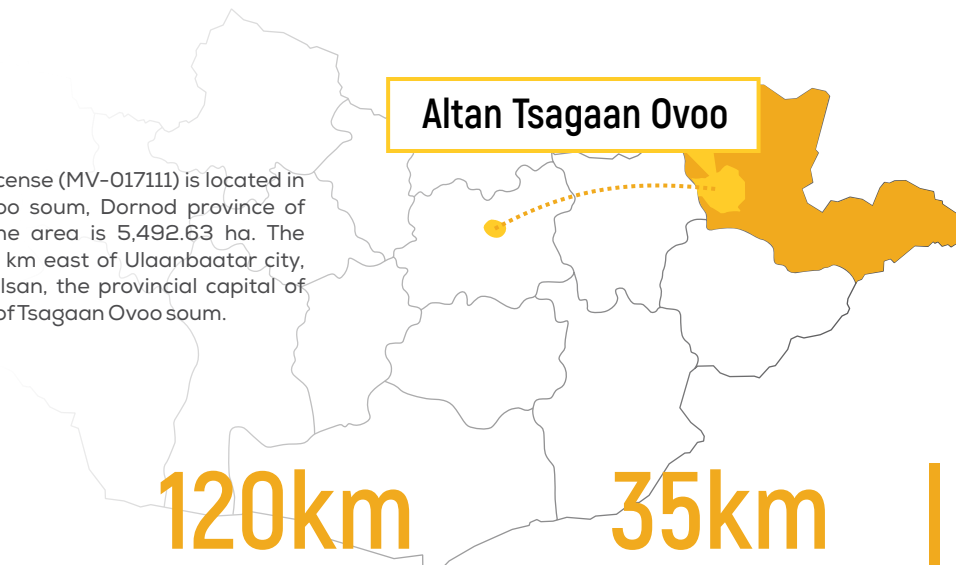 Altan Tsagaan Ovoo
cense (MV-017111) is located in
oo soum, Dornod province of
ne area is 5,492.63 ha. The
km east of Ulaanbaatar city,
lsan, the provincial capital of
of Tsagaan Ovoo soum.
120km
35km